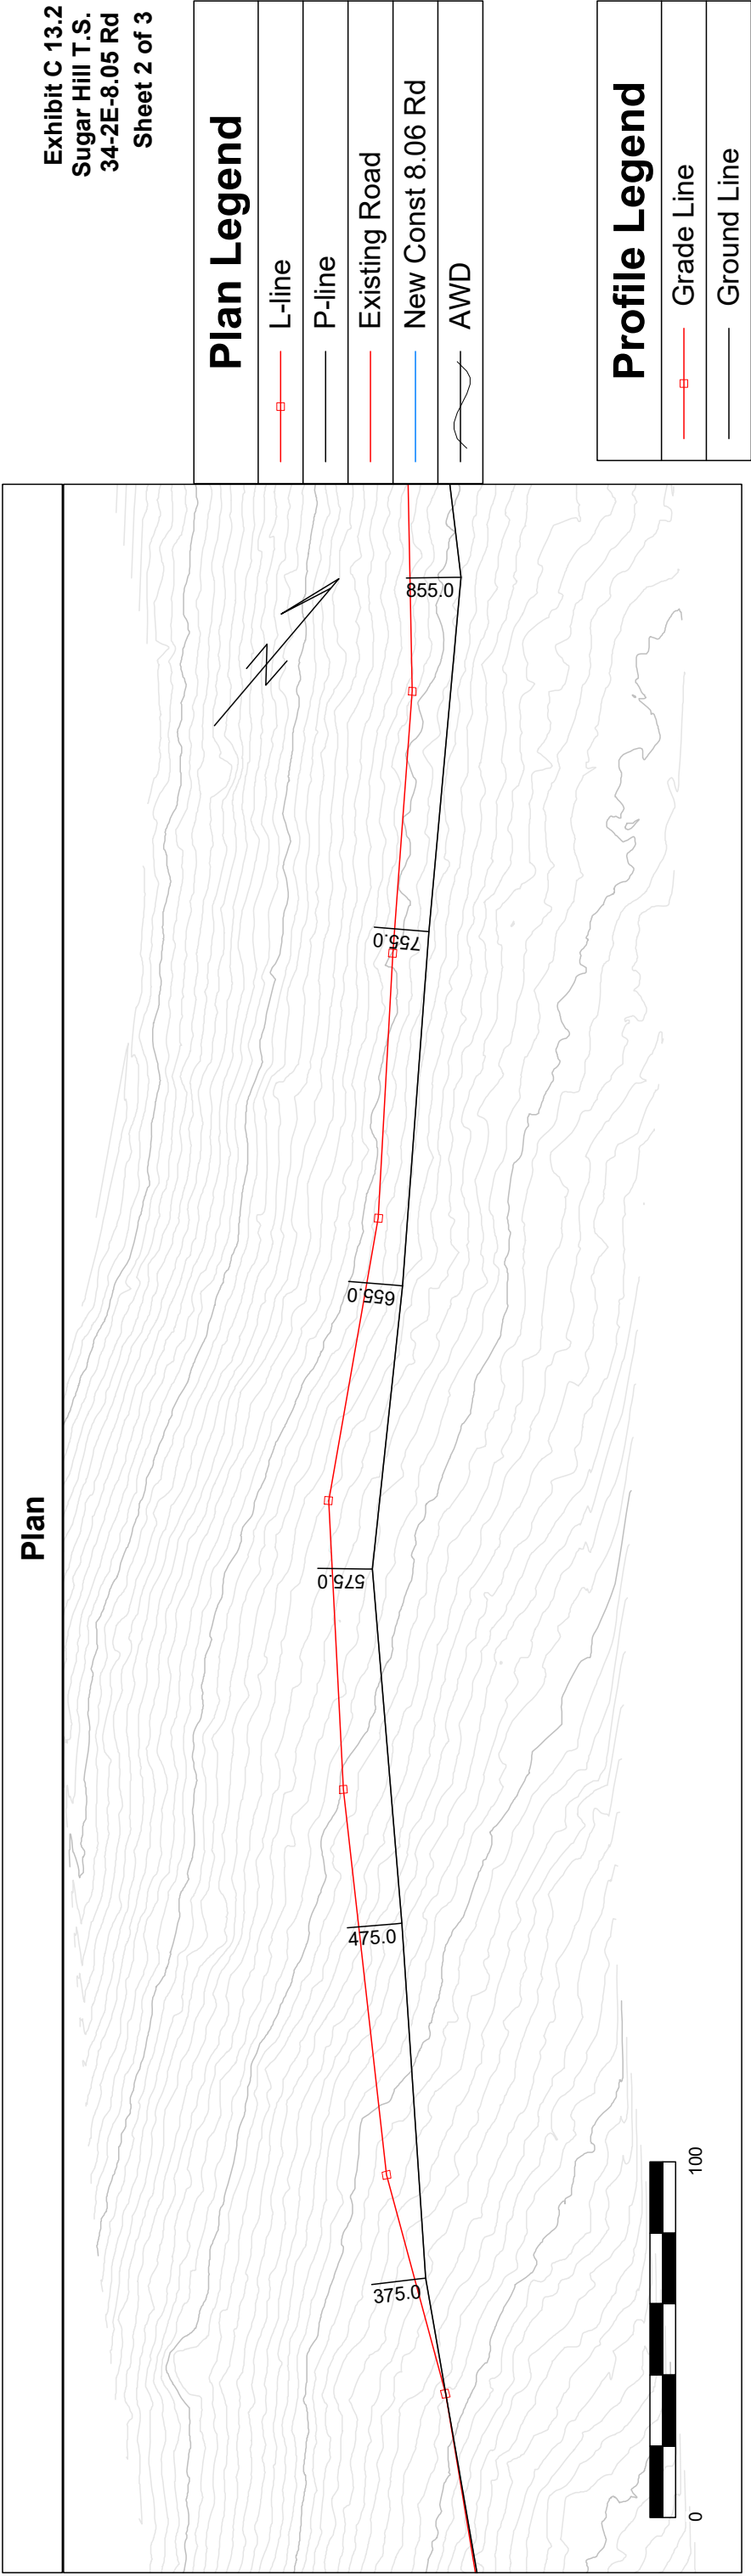 Exhibit C 13.2
Sugar Hill T.S.
34-2E-8.05 Rd
Sheet 2 of 3
Plan
Plan Legend
L-line
P-line
Existing Road
New Const 8.06 Rd
AWD
Profile Legend
Grade Line
Ground Line
375.0
475.0
575.0
655.0
755.0
855.0
0
100